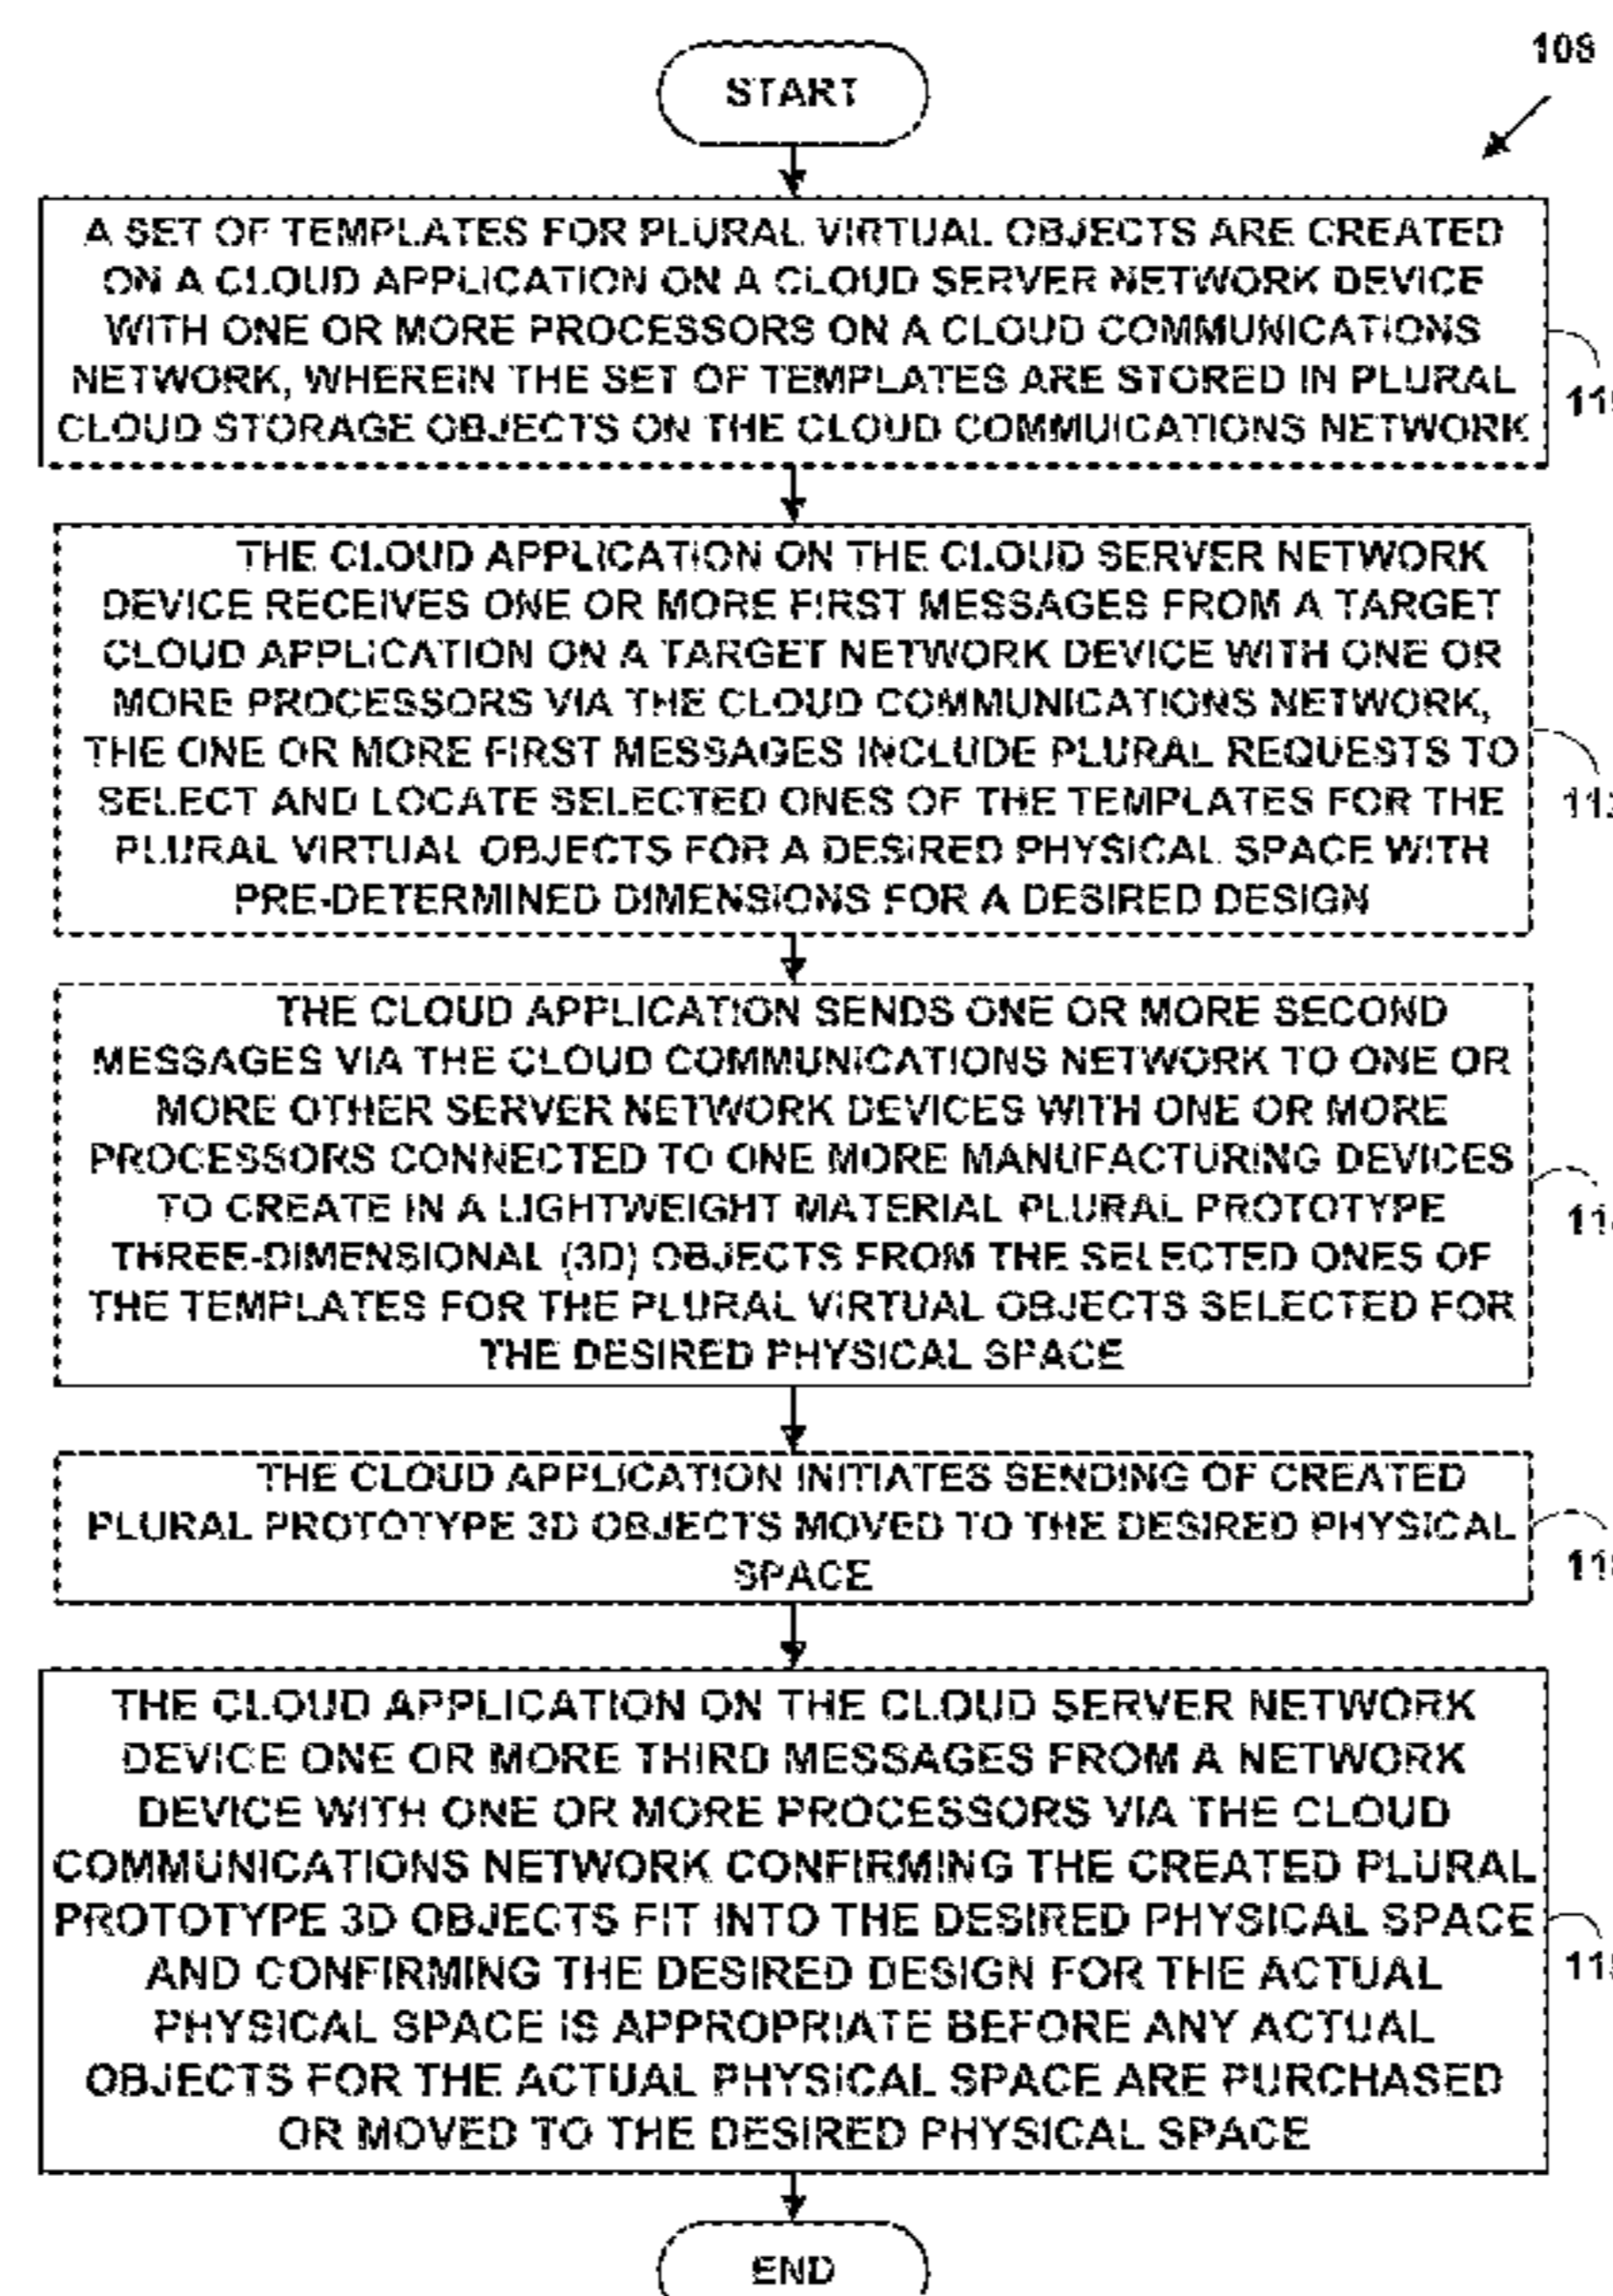 108
START
A SET OF TEMPLATES FOR PLURAL VIRTUAL OBJECTS ARE CREATED
ON A CLOUD APPLICATION ON A CLOUD SERVER NETWORK DEVICE
WITH ONE OR MORE PROCESSORS ON A CLOUD COMMUNICATIONS
NETWORK, WHEREIN THE SET OF TEMPLATES ARE STORED IN PLURAL
CLOUD STORAGE OBJECTS ON THE CLOUD COMMUICATIONS NETWORK
THE CLOUD APPLICATION ON THE CLOUD SERVER NETWORK
DEVICE RECEIVES ONE OR MORE FIRST MESSAGES FROM A TARGET
CLOUD APPLICATION ON A TARGET NETWORK DEVICE WITH ONE OR
MORE PROCESSORS VIA THE CLOUD COMMUNICATIONS NETWORK,
THE ONE OR MORE FIRST MESSAGES INCLUDE PLURAL REQUESTS TO
SELECT AND LOCATE SELECTED ONES OF THE TEMPLATES FOR THE
PLURAL VIRTUAL OBJECTS FOR A DESIRED PHYSICAL SPACE WITH
PRE-DETERMINED DIMENSIONS FOR A DESIRED DESIGN
THE CLOUD APPLICATION SENDS ONE OR MORE SECOND
MESSAGES VIA THE CLOUD COMMUNICATIONS NETWORK TO ONE OR
MORE OTHER SERVER NETWORK DEVICES WITH ONE OR MORE
PROCESSORS CONNECTED TO ONE MORE MANUFACTURING DEVICES
TO CREATE IN A LIGHTWEIGHT MATERIAL PLURAL PROTOTYPE
THREE-DIMENSIONAL (3D) OBJECTS FROM THE SELECTED ONES OF
THE TEMPLATES FOR THE PLURAL VIRTUAL OBJECTS SELECTED FOR
THE DESIRED PHYSICAL SPACE
THE CLOUD APPLICATION INITIATES SENDING OF CREATED
PLURAL PROTOTYPE 3D OBJECTS MOVED TO THE DESIRED PHYSICAL
SPACE
THE CLOUD APPLICATION ON THE CLOUD SERVER NETWORK
DEVICE ONE OR MORE THIRD MESSAGES FROM A NETWORK
DEVICE WITH ONE OR MORE PROCESSORS VIA THE CLOUD
COMMUNICATIONS NETWORK CONFIRMING THE CREATED PLURAL
PROTOTYPE 3D OBJECTS FIT INTO THE DESIRED PHYSICAL SPACE
AND CONFIRMING THE DESIRED DESIGN FOR THE ACTUAL
PHYSICAL SPACE IS APPROPRIATE BEFORE ANY ACTUAL
OBJECTS FOR THE ACTUAL PHYSICAL SPACE ARE PURCHASED
OR MOVED TO THE DESIRED PHYSICAL SPACE
END